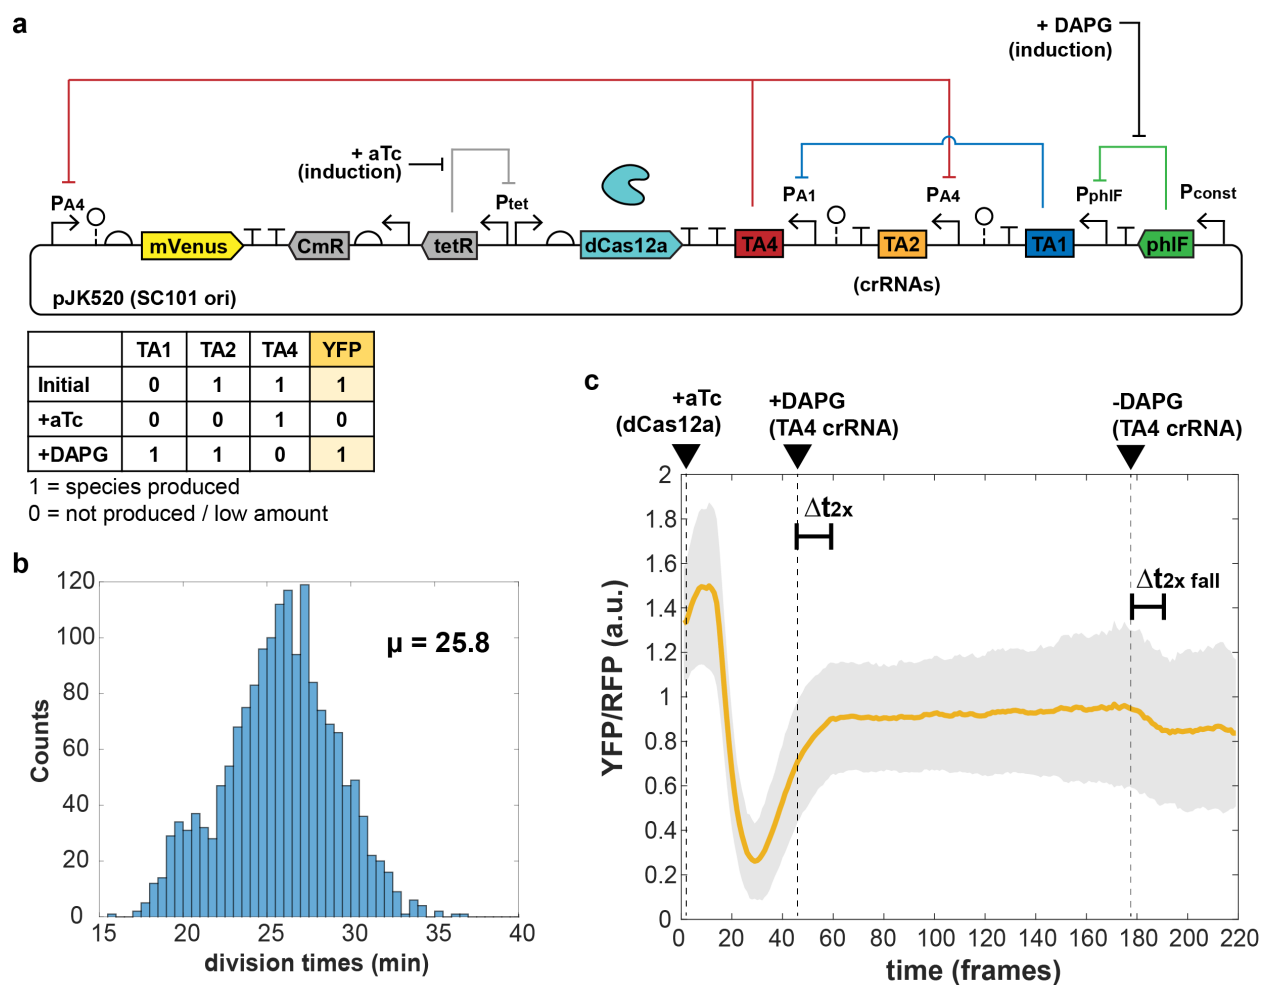 a
+ DAPG
(induction)
+ aTc
(induction)
PA4
Ptet
PA1
PA4
PphlF
Pconst
mVenus
CmR
tetR
dCas12a
TA4
TA2
TA1
phlF
(crRNAs)
pJK520 (SC101 ori)
TA1 TA2 TA4 YFP
Initial 0 1 1 1
+aTc 0 0 1 0
+DAPG 1 1 0 1
1 = species produced
0 = not produced / low amount
b
120
100
80
60
40
20
0
Counts
μ = 25.8
15 20 25 30 35 40
division times (min)
c
+aTc
(dCas12a)
+DAPG
(TA4 crRNA)
-DAPG
(TA4 crRNA)
2
1.8
1.6
1.4
1.2
1
0.8
0.6
0.4
0.2
0
YFP/RFP (a.u.)
Δt2x
Δt2x fall
0 20 40 60 80 100 120 140 160 180 200 220
time (frames)